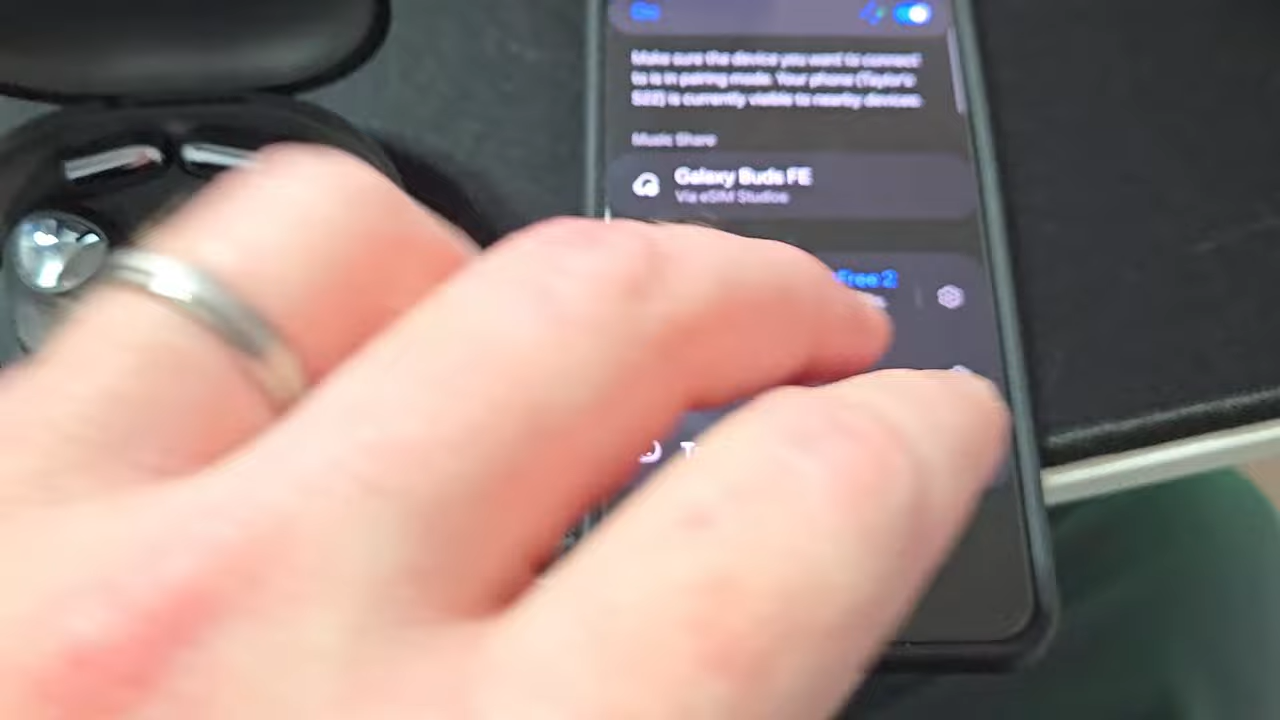 On
Make sure the device you want to connect
to is in pairing mode. Your phone (Taylor's
S22) is currently visible to nearby devices.
Music Share
Galaxy Buds FE
Via eSIM Studios
Free 2
T